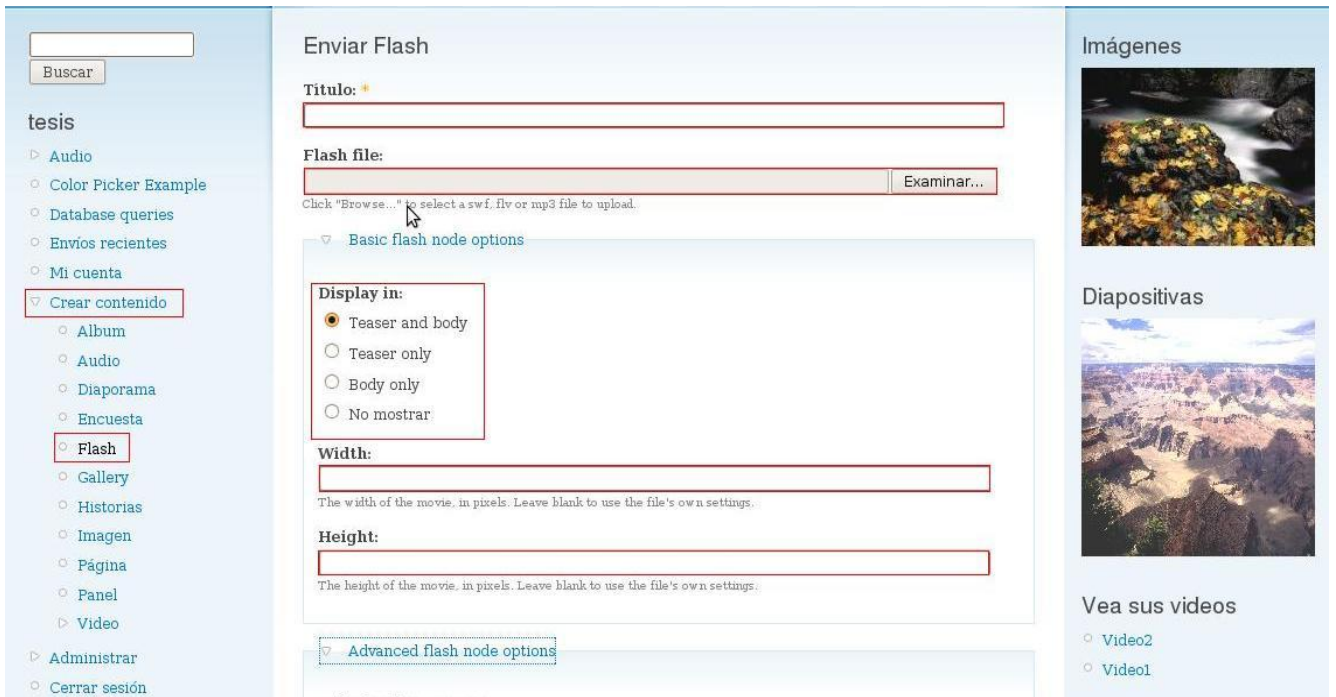 Buscar
tesis
Audio
Color Picker Example
Database queries
Envíos recientes
Mi cuenta
Crear contenido
Album
Audio
Diaporama
Encuesta
Flash
Gallery
Historias
Imagen
Página
Panel
Video
Administrar
Cerrar sesión
Enviar Flash
Título: *
Flash file:
Examinar...
Click "Browse..." to select a swf, flv or mp3 file to upload.
Basic flash node options
Display in:
Teaser and body
Teaser only
Body only
No mostrar
Width:
The width of the movie, in pixels. Leave blank to use the file's own settings.
Height:
The height of the movie, in pixels. Leave blank to use the file's own settings.
Advanced flash node options
Imágenes
Diapositivas
Vea sus videos
Video2
Video1